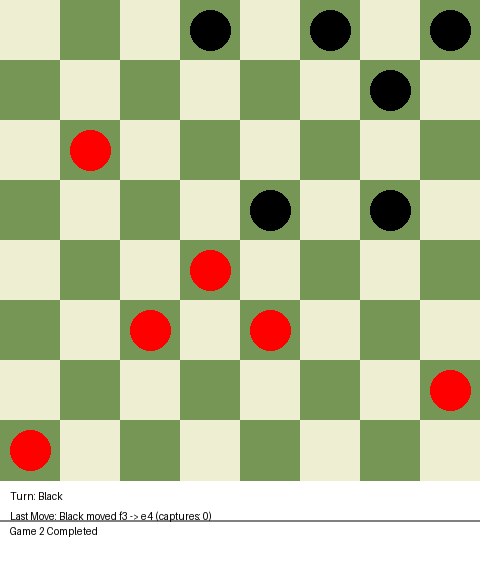 Turn: Black
Last Move: Black moved f3 -> e4 (captures: 0)
Game 2 Completed